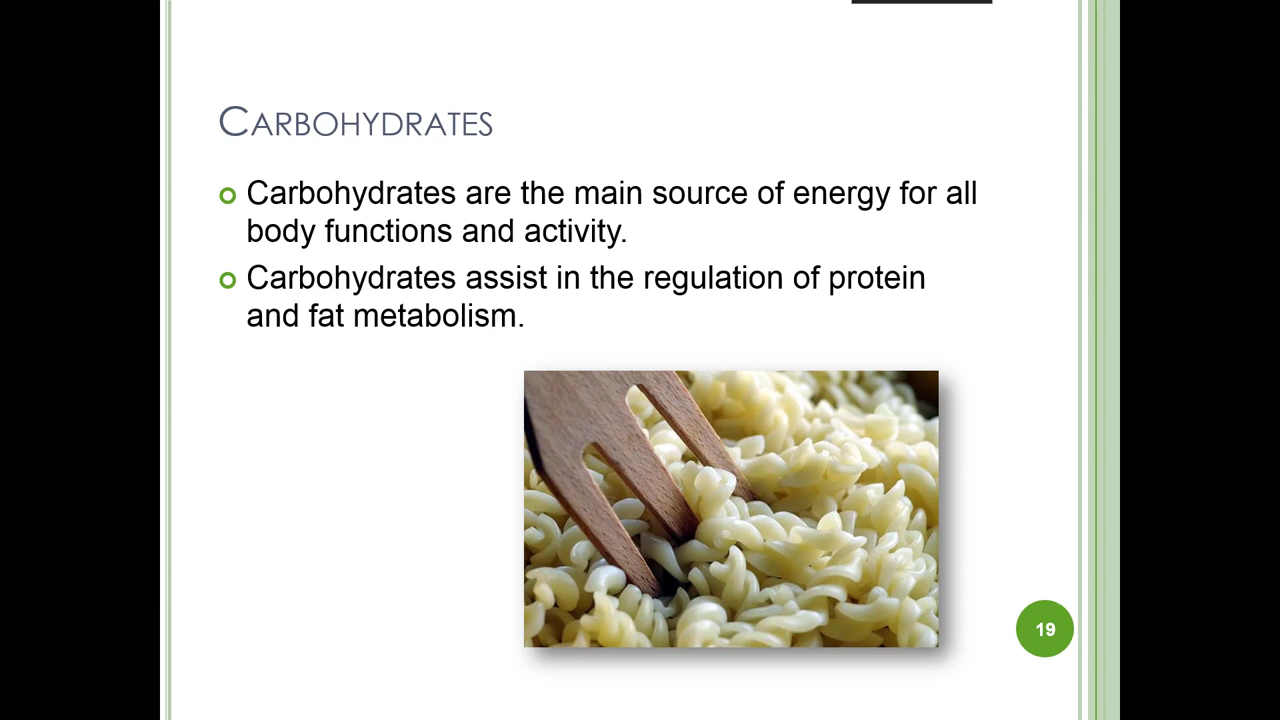 CARBOHYDRATES
Carbohydrates are the main source of energy for all
body functions and activity.
Carbohydrates assist in the regulation of protein
and fat metabolism.
19